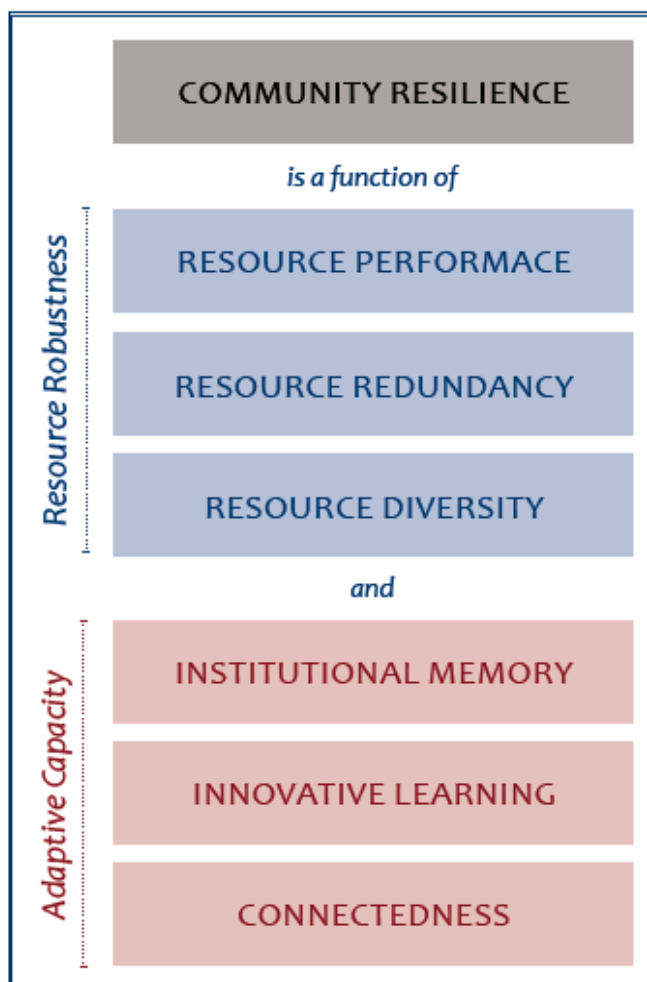 COMMUNITY RESILIENCE
is a function of
Resource Robustness
RESOURCE PERFORMACE
RESOURCE REDUNDANCY
RESOURCE DIVERSITY
and
Adaptive Capacity
INSTITUTIONAL MEMORY
INNOVATIVE LEARNING
CONNECTEDNESS